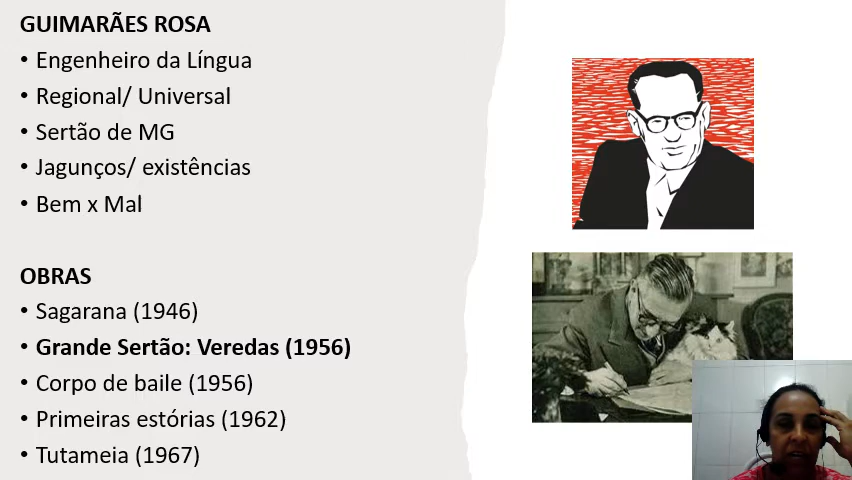 GUIMARÃES ROSA
• Engenheiro da Língua
• Regional/ Universal
• Sertão de MG
• Jagunços/ existências
• Bem x Mal
OBRAS
• Sagarana (1946)
• Grande Sertão: Veredas (1956)
• Corpo de baile (1956)
• Primeiras estórias (1962)
• Tutameia (1967)